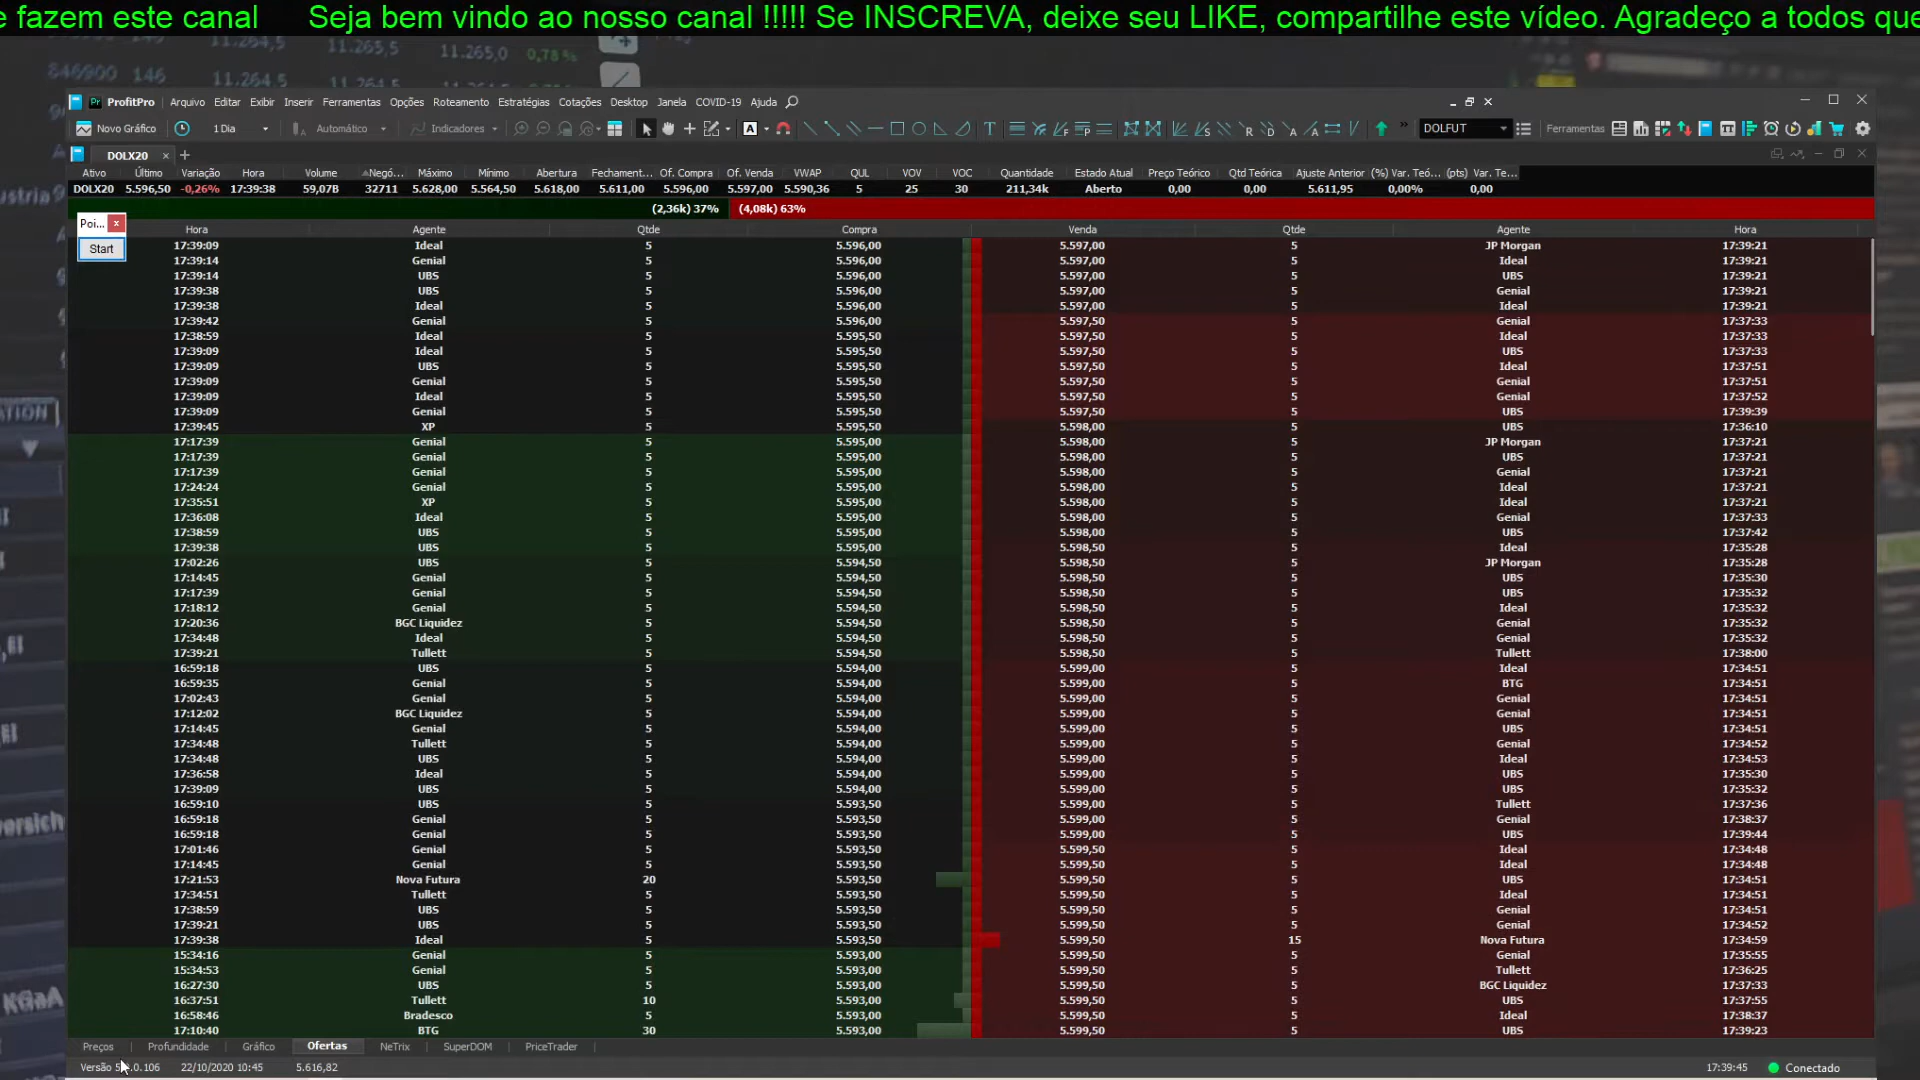 e fazem este canal Seja bem vindo ao nosso canal !!!!! Se INSCREVA, deixe seu LIKE, compartilhe este vídeo. Agradeço a todos que
846900 146 11.264,5 11.265,5 11.265,0 0,78%
ProfitPro Arquivo Editar Exibir Inserir Ferramentas Opções Roteamento Estratégias Cotações Desktop Janela COVID-19 Ajuda
Novo Gráfico 1 Dia Automático Indicadores DOLFUT Ferramentas
DOLX20
Ativo Último Variação Hora Volume Negó... Máximo Mínimo Abertura Fechament... Of. Compra Of. Venda VWAP QUL VOV VOC Quantidade Estado Atual Preço Teórico Qtd Teórica Ajuste Anterior (%) Var. Teó... (pts) Var. Te...
DOLX20 5.596,50 -0,26% 17:39:38 59,07B 32711 5.628,00 5.564,50 5.618,00 5.611,00 5.596,00 5.597,00 5.590,36 5 25 30 211,34k Aberto 0,00 0,00 5.611,95 0,00% 0,00
(2,36k) 37% (4,08k) 63%
Poi...
Start
Hora Agente Qtde Compra Venda Qtde Agente Hora
17:39:09 Ideal 5 5.596,00 5.597,00 5 JP Morgan 17:39:21
17:39:14 Genial 5 5.596,00 5.597,00 5 Ideal 17:39:21
17:39:14 UBS 5 5.596,00 5.597,00 5 UBS 17:39:21
17:39:38 UBS 5 5.596,00 5.597,00 5 Genial 17:39:21
17:39:38 Ideal 5 5.596,00 5.597,00 5 Ideal 17:39:21
17:39:42 Genial 5 5.596,00 5.597,50 5 Genial 17:37:33
17:38:59 Ideal 5 5.595,50 5.597,50 5 Ideal 17:37:33
17:39:09 Ideal 5 5.595,50 5.597,50 5 UBS 17:37:33
17:39:09 UBS 5 5.595,50 5.597,50 5 Ideal 17:37:51
17:39:09 Genial 5 5.595,50 5.597,50 5 Genial 17:37:51
17:39:09 Ideal 5 5.595,50 5.597,50 5 Genial 17:37:52
17:39:09 Genial 5 5.595,50 5.597,50 5 UBS 17:39:39
17:39:45 XP 5 5.595,50 5.598,00 5 UBS 17:36:10
17:17:39 Genial 5 5.595,00 5.598,00 5 JP Morgan 17:37:21
17:17:39 Genial 5 5.595,00 5.598,00 5 UBS 17:37:21
17:17:39 Genial 5 5.595,00 5.598,00 5 Genial 17:37:21
17:24:24 Genial 5 5.595,00 5.598,00 5 Ideal 17:37:21
17:35:51 XP 5 5.595,00 5.598,00 5 Ideal 17:37:21
17:36:08 Ideal 5 5.595,00 5.598,00 5 Genial 17:37:33
17:38:59 UBS 5 5.595,00 5.598,00 5 UBS 17:37:42
17:39:38 UBS 5 5.595,00 5.598,50 5 Ideal 17:35:28
17:02:26 UBS 5 5.594,50 5.598,50 5 JP Morgan 17:35:28
17:14:45 Genial 5 5.594,50 5.598,50 5 UBS 17:35:30
17:17:39 Genial 5 5.594,50 5.598,50 5 UBS 17:35:32
17:18:12 Genial 5 5.594,50 5.598,50 5 Ideal 17:35:32
17:20:36 BGC Liquidez 5 5.594,50 5.598,50 5 Genial 17:35:32
17:34:48 Ideal 5 5.594,50 5.598,50 5 Genial 17:35:32
17:39:21 Tullett 5 5.594,50 5.598,50 5 Tullett 17:38:00
16:59:18 UBS 5 5.594,00 5.599,00 5 Ideal 17:34:51
16:59:35 Genial 5 5.594,00 5.599,00 5 BTG 17:34:51
17:02:43 Genial 5 5.594,00 5.599,00 5 Genial 17:34:51
17:12:02 BGC Liquidez 5 5.594,00 5.599,00 5 Genial 17:34:51
17:14:45 Genial 5 5.594,00 5.599,00 5 UBS 17:34:51
17:34:48 Tullett 5 5.594,00 5.599,00 5 Genial 17:34:52
17:34:48 UBS 5 5.594,00 5.599,00 5 Ideal 17:34:53
17:36:58 Ideal 5 5.594,00 5.599,00 5 UBS 17:35:30
17:39:09 UBS 5 5.594,00 5.599,00 5 UBS 17:35:32
16:59:10 UBS 5 5.593,50 5.599,00 5 Tullett 17:37:36
16:59:18 Genial 5 5.593,50 5.599,00 5 Genial 17:38:37
16:59:18 UBS 5 5.593,50 5.599,00 5 UBS 17:39:44
17:01:46 Genial 5 5.593,50 5.599,50 5 Ideal 17:34:48
17:14:45 Genial 5 5.593,50 5.599,50 5 Ideal 17:34:48
17:21:53 Nova Futura 20 5.593,50 5.599,50 5 UBS 17:34:51
17:34:51 Tullett 5 5.593,50 5.599,50 5 Ideal 17:34:51
17:38:59 UBS 5 5.593,50 5.599,50 5 Genial 17:34:51
17:39:21 UBS 5 5.593,50 5.599,50 5 Genial 17:34:52
17:39:38 Ideal 5 5.593,50 5.599,50 15 Nova Futura 17:34:59
15:34:16 Genial 5 5.593,00 5.599,50 5 Genial 17:35:55
15:34:53 Genial 5 5.593,00 5.599,50 5 Tullett 17:36:25
16:27:30 UBS 5 5.593,00 5.599,50 5 BGC Liquidez 17:37:33
16:37:51 Tullett 10 5.593,00 5.599,50 5 UBS 17:37:55
16:58:46 Bradesco 5 5.593,00 5.599,50 5 Ideal 17:38:37
17:10:40 BTG 30 5.593,00 5.599,50 5 UBS 17:39:23
Preços Profundidade Gráfico Ofertas NeTrix SuperDOM PriceTrader
Versão 22/10/2020 10:45 5.616,82 17:39:45 Conectado